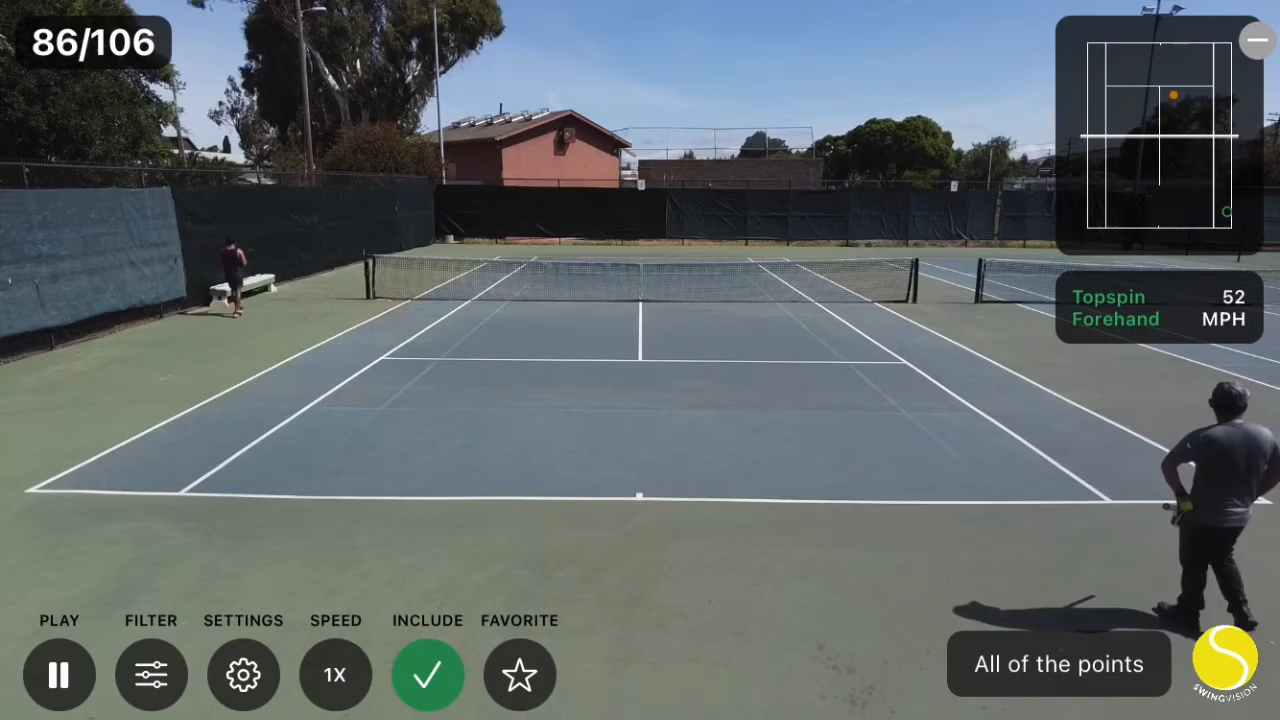 86/106
Topspin 52
Forehand MPH
PLAY FILTER SETTINGS SPEED INCLUDE FAVORITE
1X
All of the points
SWINGVISION